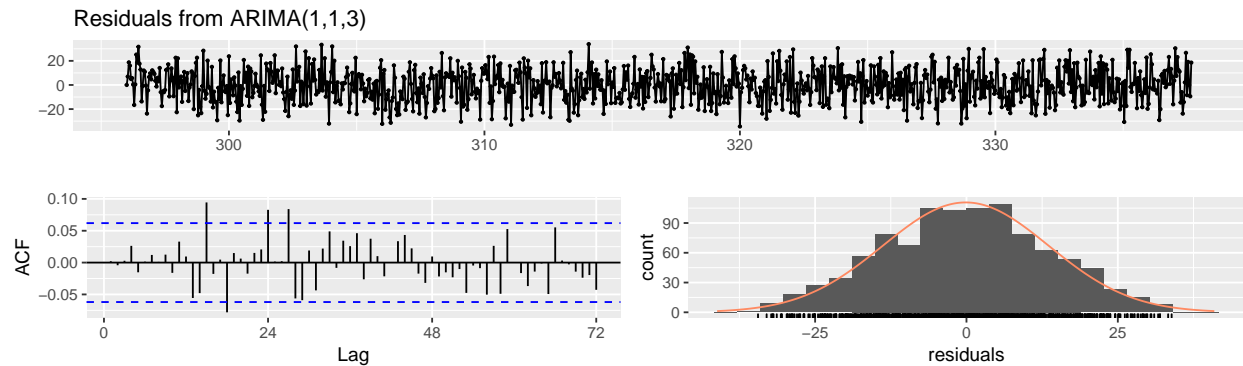 Residuals from ARIMA(1,1,3)
20
0
−20
300 310 320 330
0.10
0.05
0.00
−0.05
ACF
0 24 48 72
Lag
90
60
30
0
count
−25 0 25
residuals